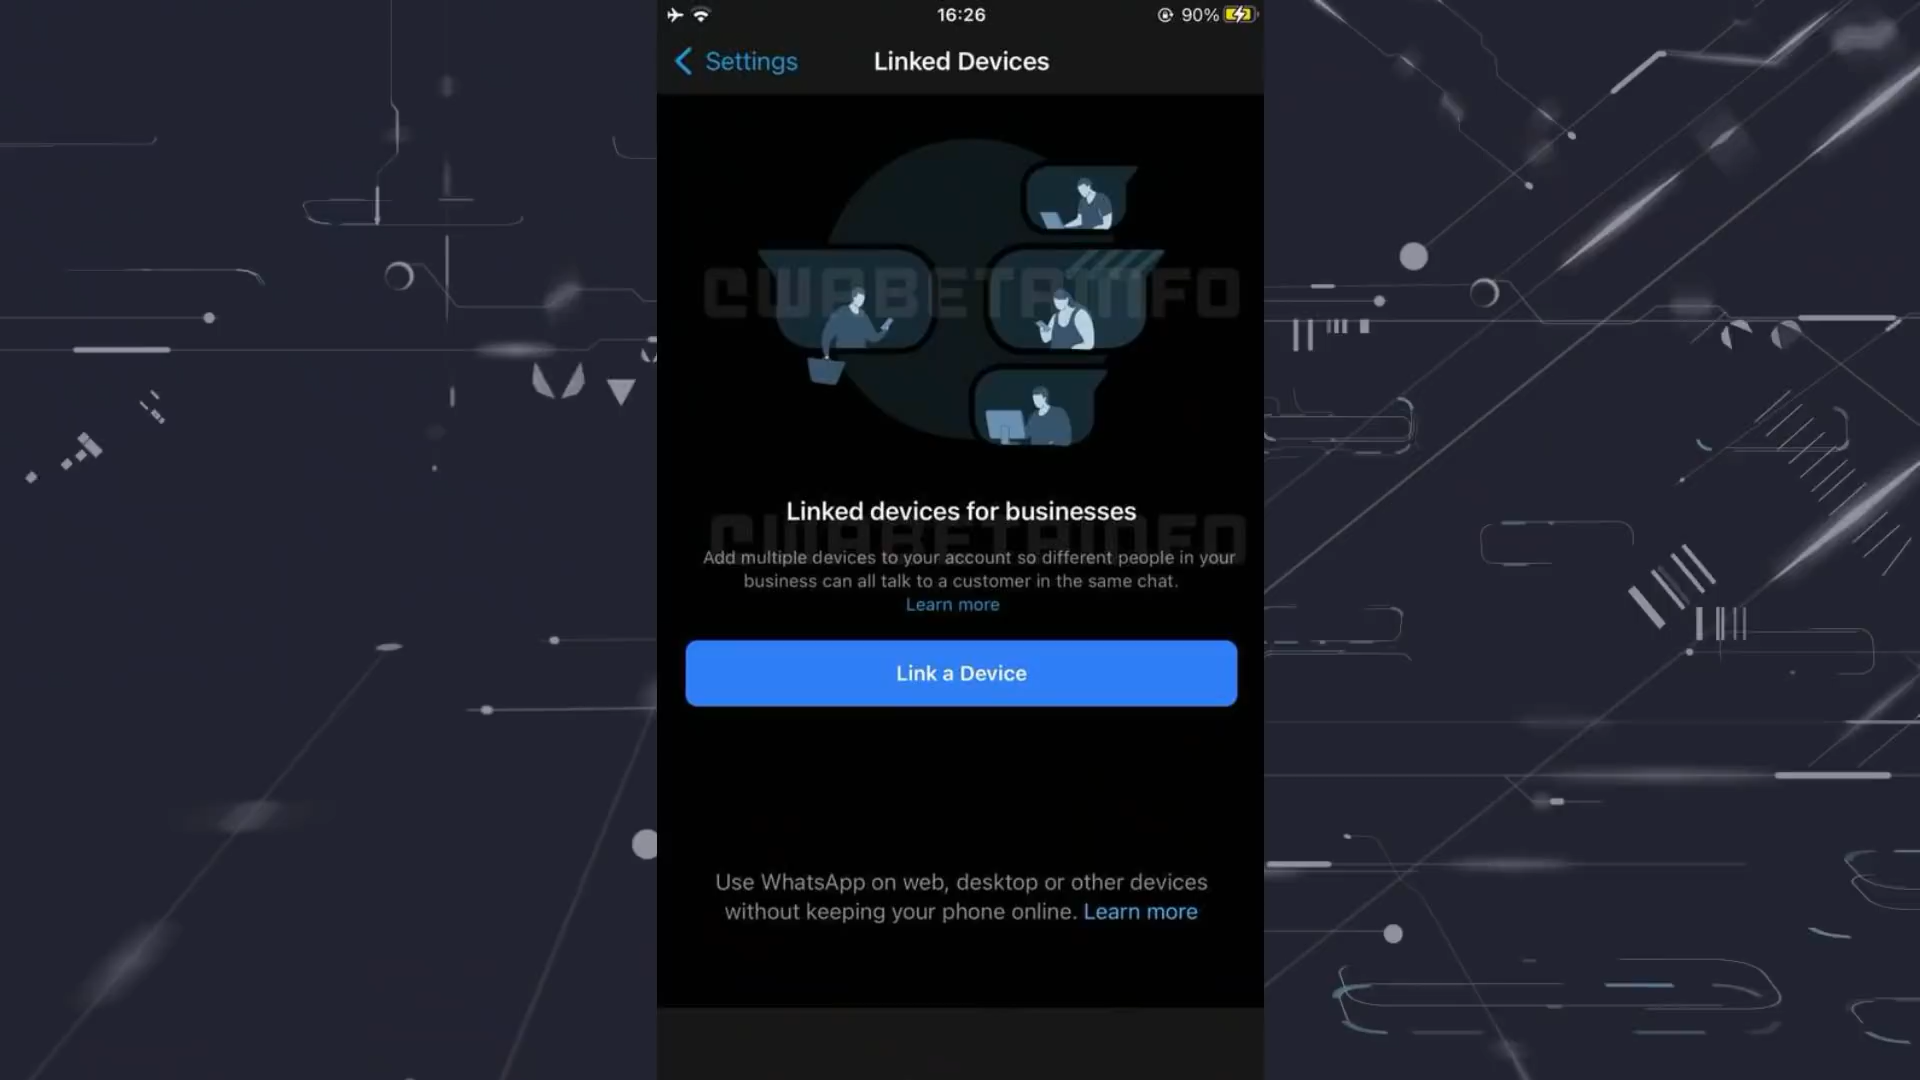 16:26
90%
Settings
Linked Devices
WABETAINFO
Linked devices for businesses
WABETAINFO
Add multiple devices to your account so different people in your
business can all talk to a customer in the same chat.
Learn more
Link a Device
Use WhatsApp on web, desktop or other devices
without keeping your phone online. Learn more